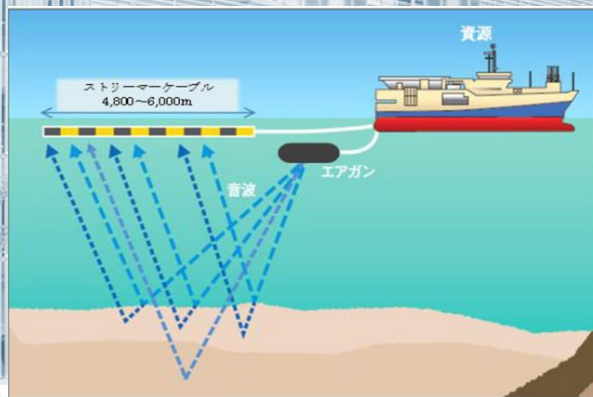 資源
ストリーマーケーブル
4,800～6,000m
エアガン
音波